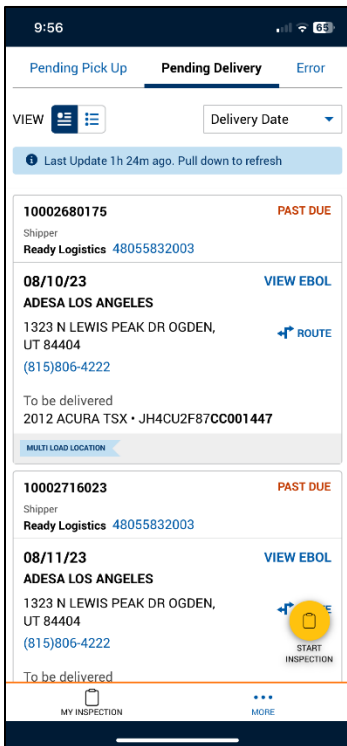 9:56
65
Pending Pick Up Pending Delivery Error
VIEW Delivery Date
Last Update 1h 24m ago. Pull down to refresh
10002680175 PAST DUE
Shipper
Ready Logistics 48055832003
08/10/23 VIEW EBOL
ADESA LOS ANGELES
1323 N LEWIS PEAK DR OGDEN,
UT 84404
ROUTE
(815)806-4222
To be delivered
2012 ACURA TSX • JH4CU2F87CC001447
MULTI LOAD LOCATION
10002716023 PAST DUE
Shipper
Ready Logistics 48055832003
08/11/23 VIEW EBOL
ADESA LOS ANGELES
1323 N LEWIS PEAK DR OGDEN,
UT 84404
(815)806-4222
START
INSPECTION
To be delivered
MY INSPECTION MORE